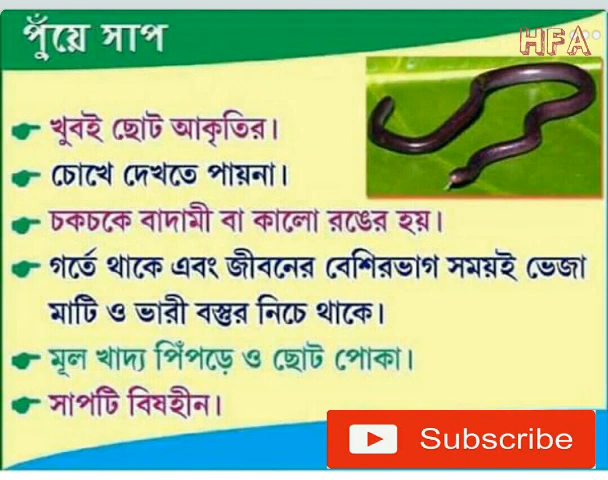 পুঁয়ে সাপ
HFA
খুবই ছোট আকৃতির।
চোখে দেখতে পায়না।
চকচকে বাদামী বা কালো রঙের হয়।
গর্তে থাকে এবং জীবনের বেশিরভাগ সময়ই ভেজা
মাটি ও ভারী বস্তুর নিচে থাকে।
মূল খাদ্য পিঁপড়ে ও ছোট পোকা।
সাপটি বিষহীন।
Subscribe